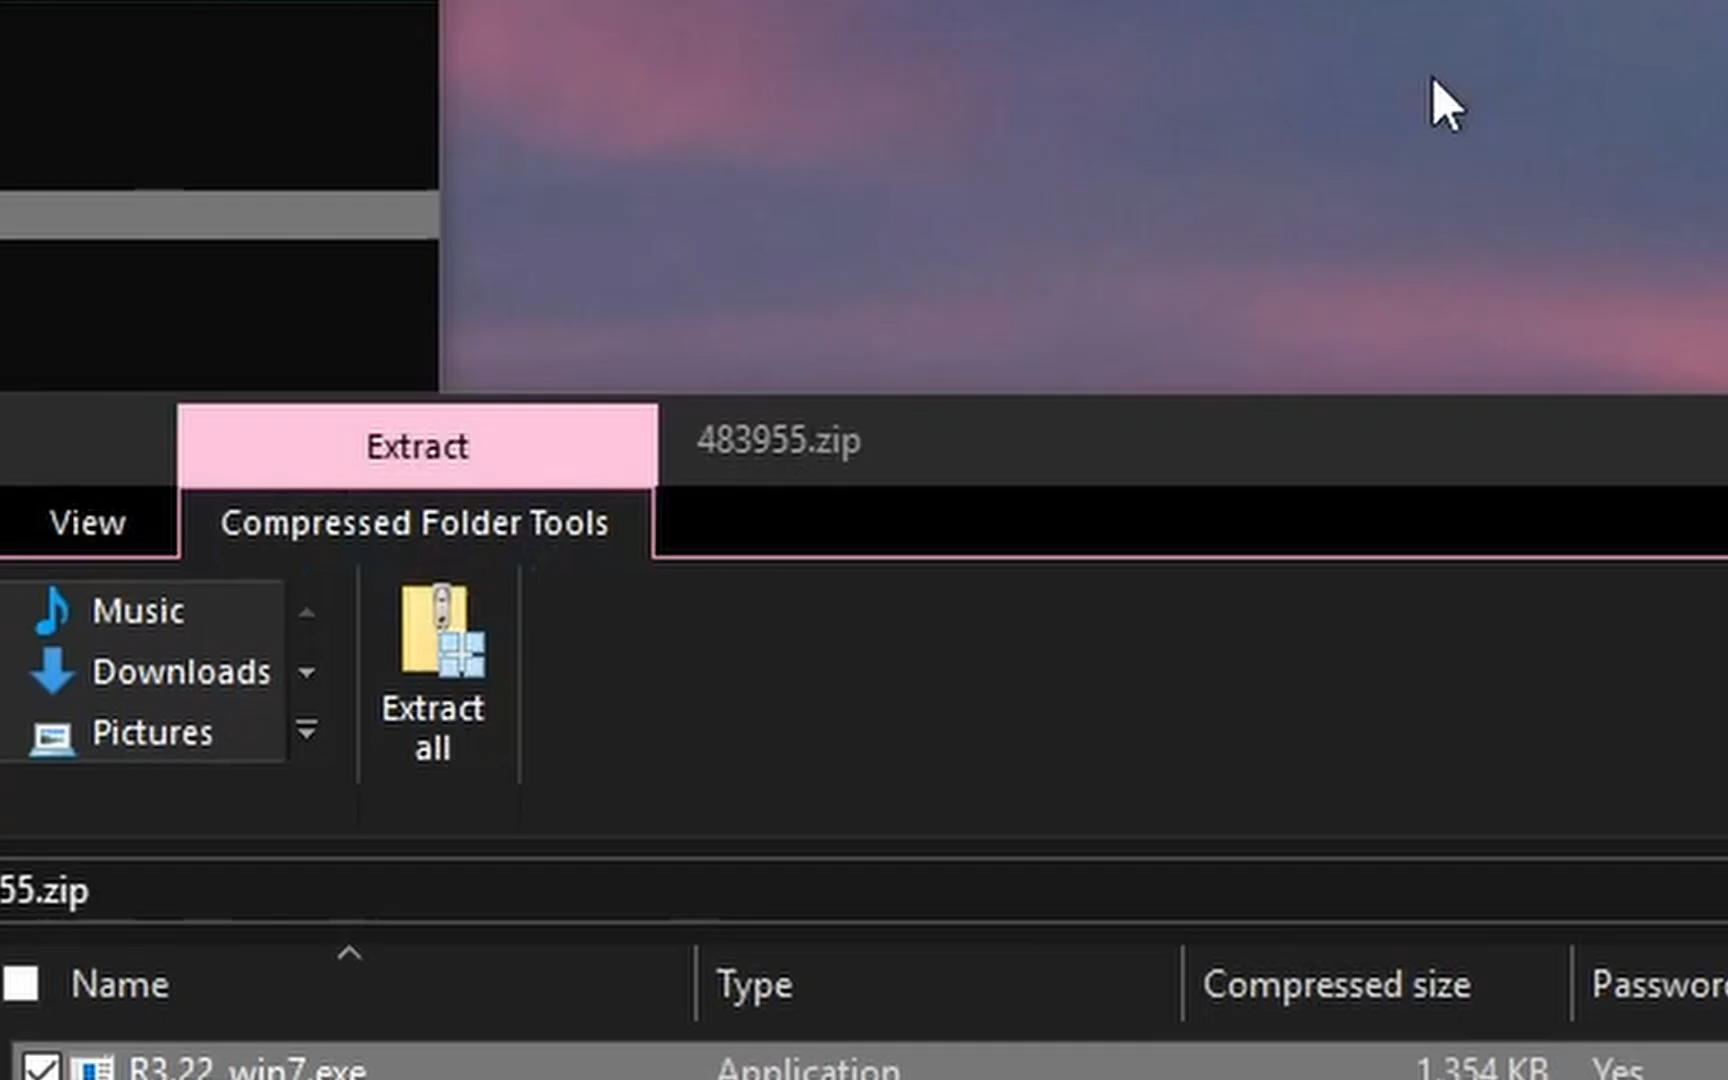 Extract
483955.zip
View
Compressed Folder Tools
Music
Downloads
Pictures
Extract
all
55.zip
Name
Type
Compressed size
Password
R3.22_win7.exe
Application
1,354 KB
Yes